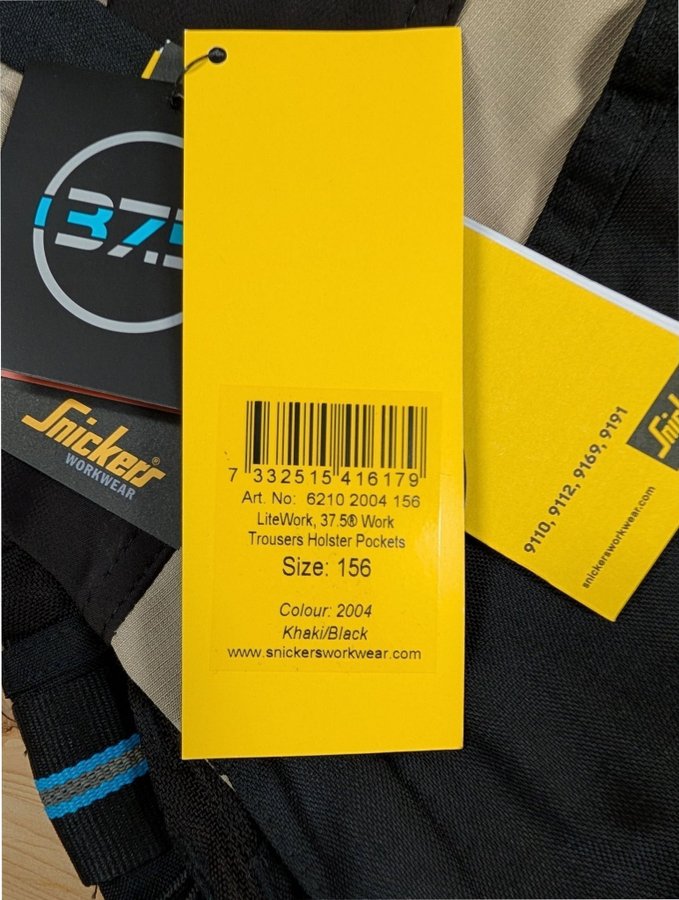 37.5
Snickers®
WORKWEAR
7 332515 416179
Art. No: 6210 2004 156
LiteWork, 37.5® Work
Trousers Holster Pockets
Size: 156
Colour: 2004
Khaki/Black
www.snickersworkwear.com
9110, 9112, 9169, 9191
snickersworkwear.com